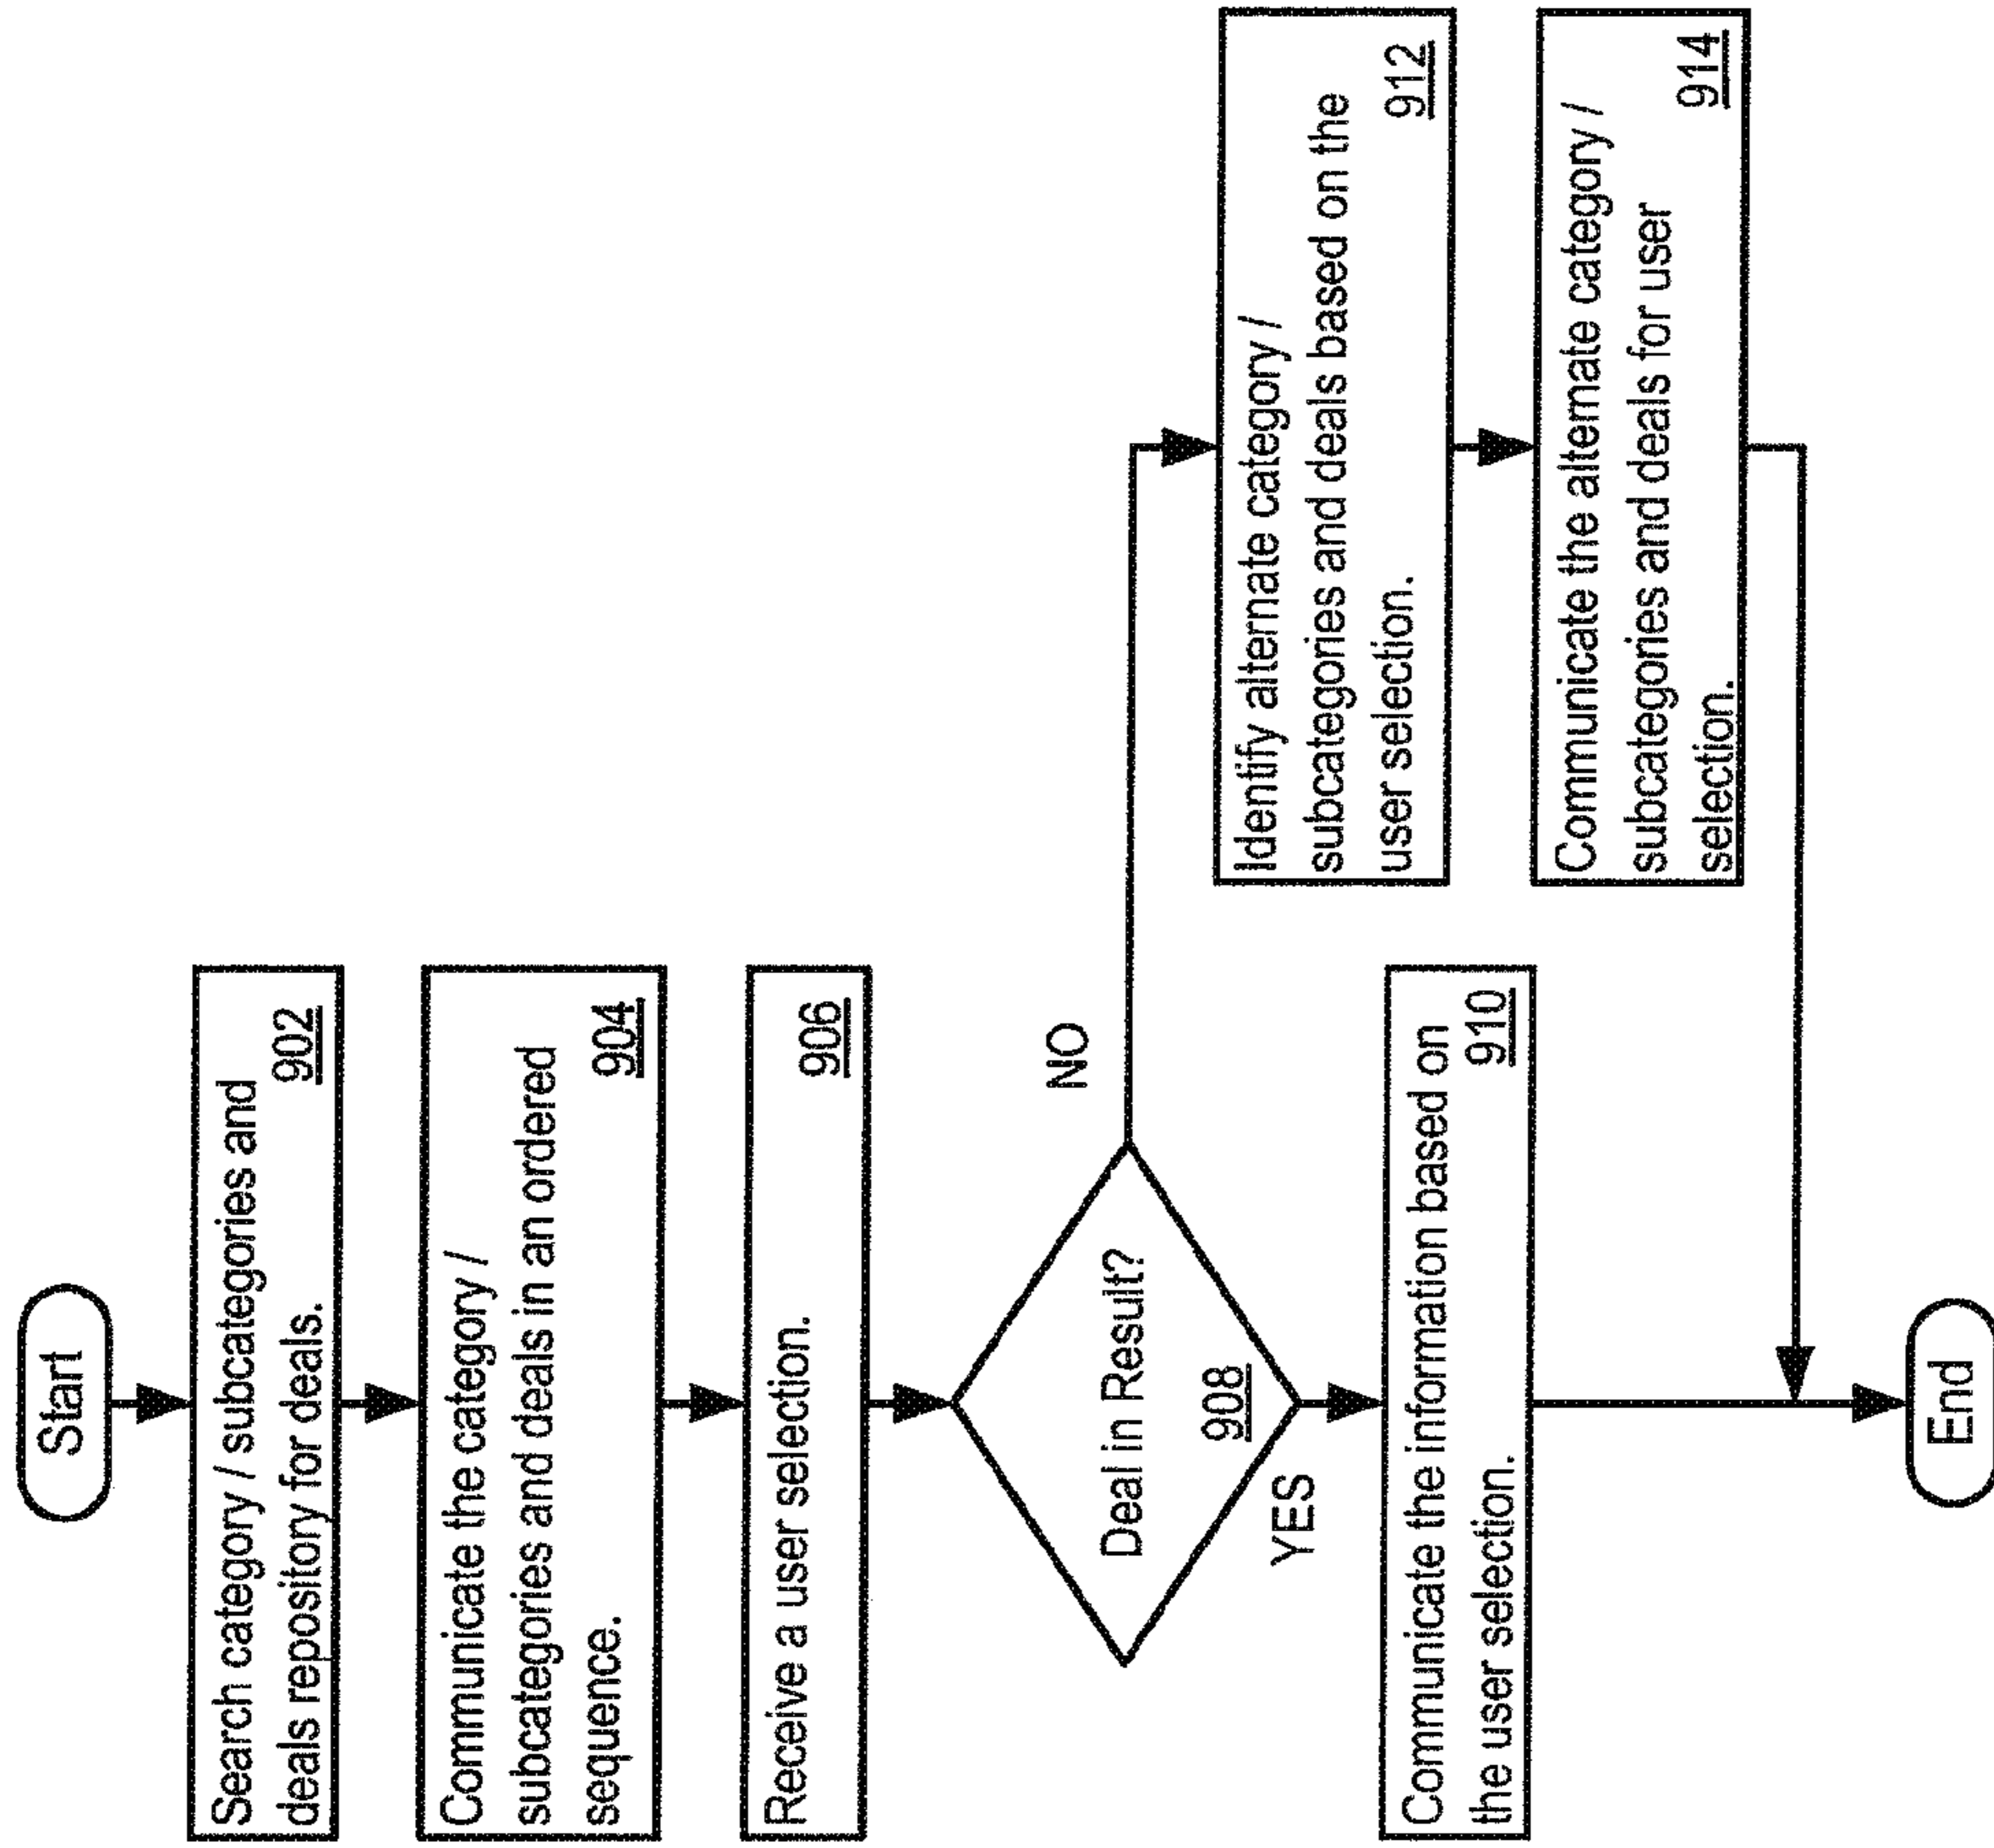 Start
Search category / subcategories and
deals repository for deals.
902
Communicate the category /
subcategories and deals in an ordered
sequence.
904
Receive a user selection.
906
Deal in Result?
908
NO
YES
Communicate the information based on
the user selection.
910
Identify alternate category /
subcategories and deals based on the
user selection.
912
Communicate the alternate category /
subcategories and deals for user
selection.
914
End